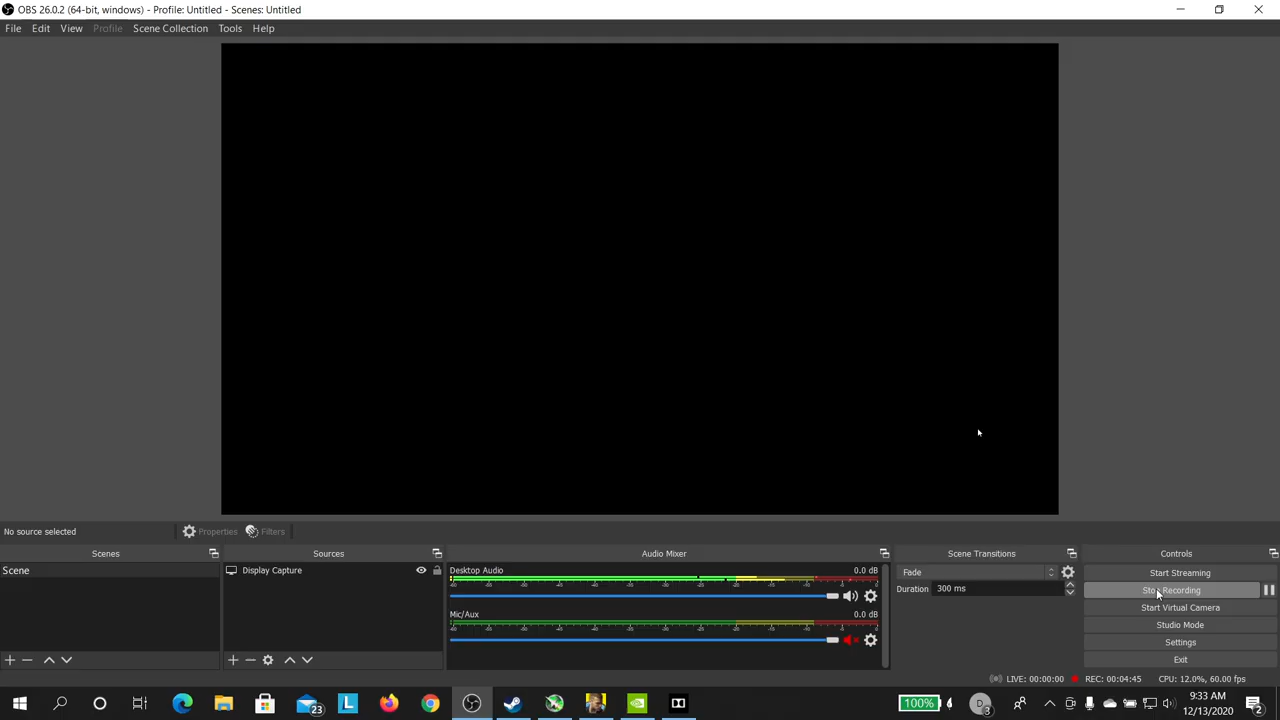 OBS 26.0.2 (64-bit, windows) - Profile: Untitled - Scenes: Untitled
File Edit View Profile Scene Collection Tools Help
No source selected Properties Filters
Scenes Sources Audio Mixer Scene Transitions Controls
Scene
Display Capture
Desktop Audio 0.0 dB
Mic/Aux 0.0 dB
Fade
Duration 300 ms
Start Streaming
Stop Recording
Start Virtual Camera
Studio Mode
Settings
Exit
LIVE: 00:00:00 REC: 00:04:45 CPU: 12.0%, 60.00 fps
23
L
100%
D
3
9:33 AM
12/13/2020
2